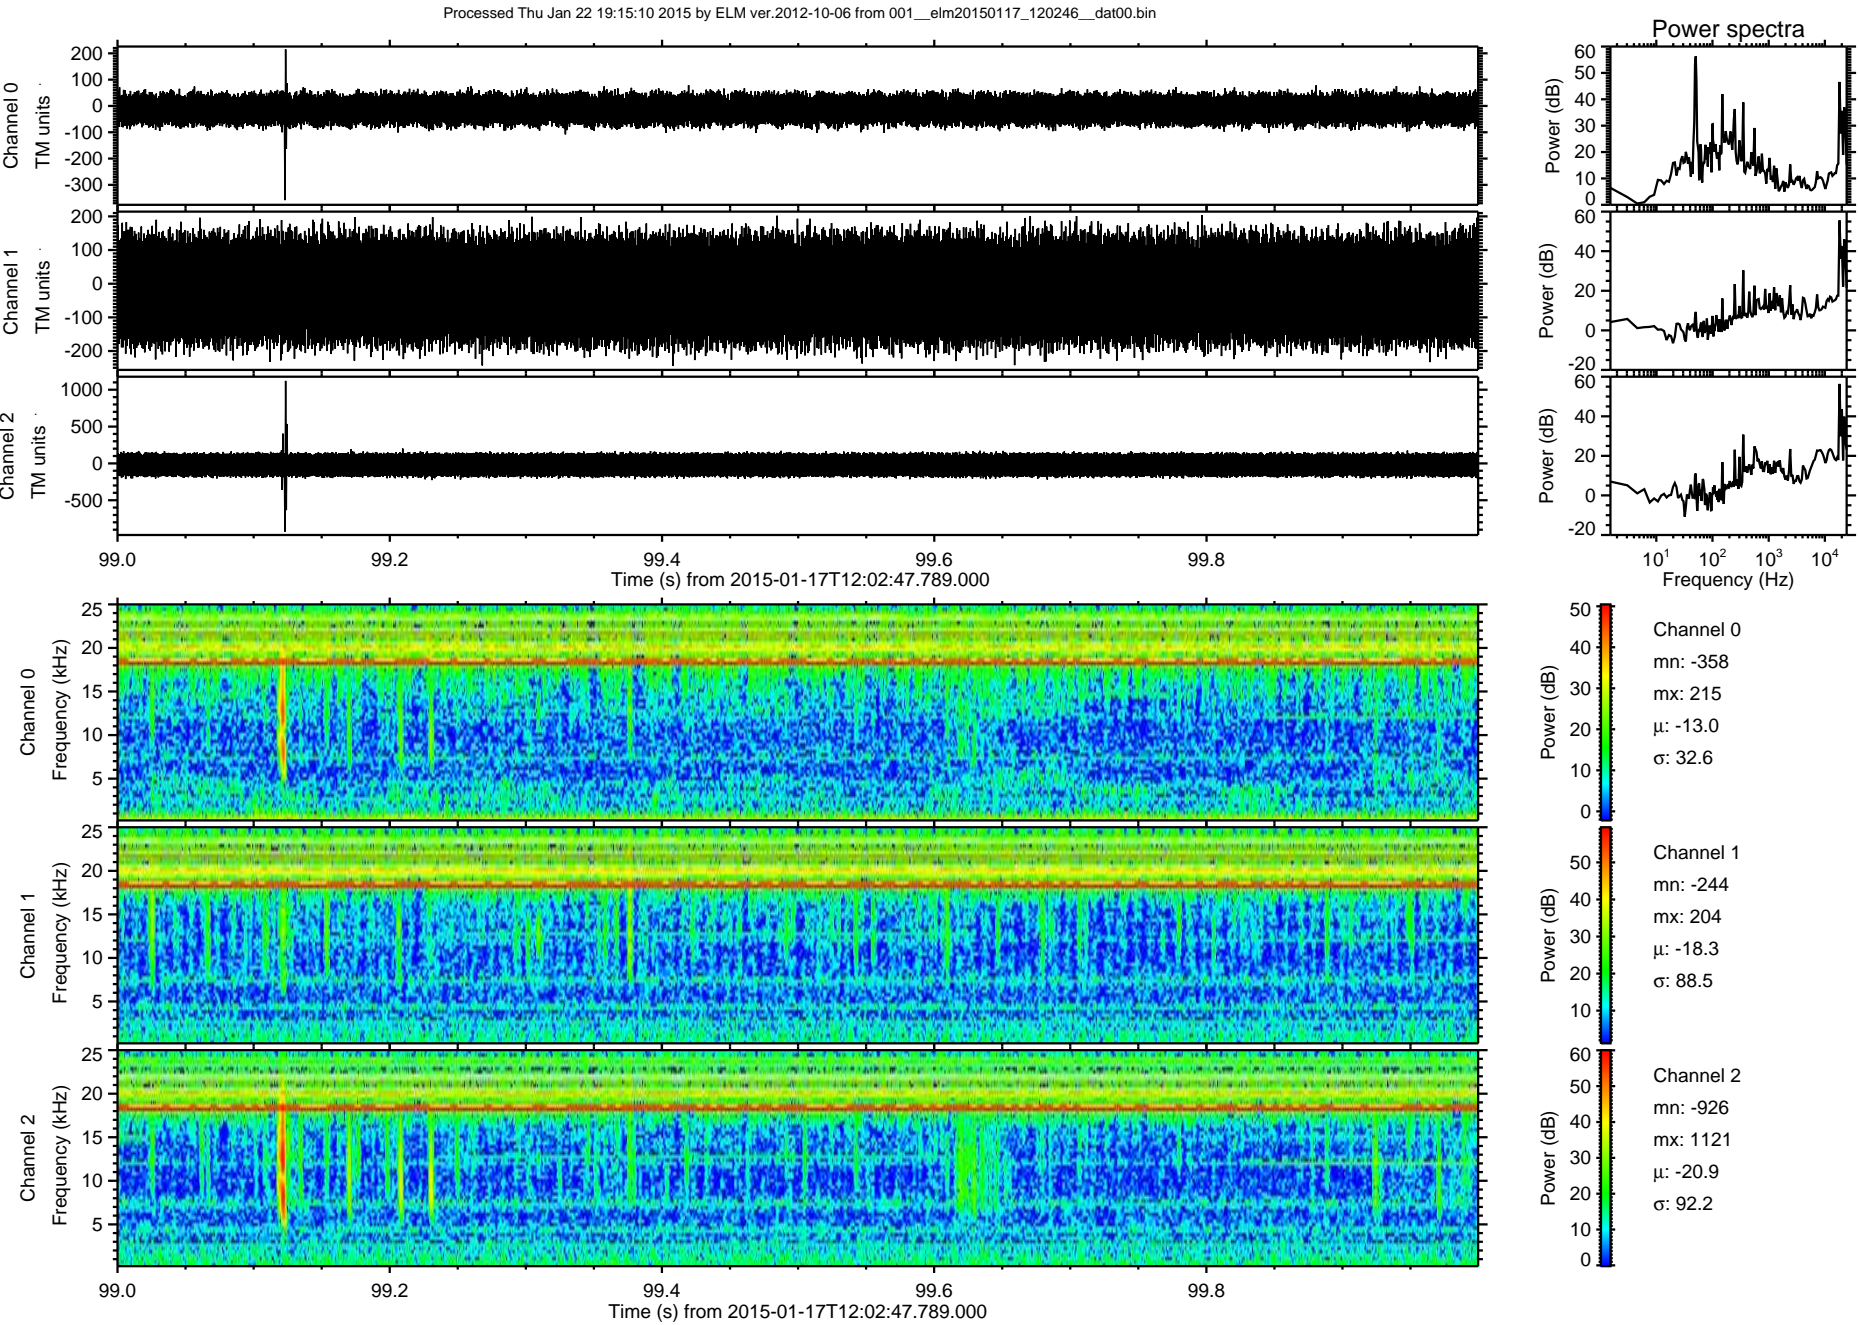 Processed Thu Jan 22 19:15:10 2015 by ELM ver.2012-10-06 from 001__elm20150117_120246__dat00.bin
Power spectra
Channel 0
TM units
200
100
0
-100
-200
-300
Power (dB)
60
50
40
30
20
10
0
Channel 1
TM units
200
100
0
-100
-200
Power (dB)
60
40
20
0
-20
Channel 2
TM units
1000
500
0
-500
Power (dB)
60
40
20
0
-20
99.0 99.2 99.4 99.6 99.8
Time (s) from 2015-01-17T12:02:47.789.000
10¹ 10² 10³ 10⁴
Frequency (Hz)
Channel 0
Frequency (kHz)
25
20
15
10
5
Power (dB)
50
40
30
20
10
0
Channel 0
mn: -358
mx: 215
μ: -13.0
σ: 32.6
Channel 1
Frequency (kHz)
25
20
15
10
5
Power (dB)
50
40
30
20
10
Channel 1
mn: -244
mx: 204
μ: -18.3
σ: 88.5
Channel 2
Frequency (kHz)
25
20
15
10
5
Power (dB)
60
50
40
30
20
10
0
Channel 2
mn: -926
mx: 1121
μ: -20.9
σ: 92.2
99.0 99.2 99.4 99.6 99.8
Time (s) from 2015-01-17T12:02:47.789.000